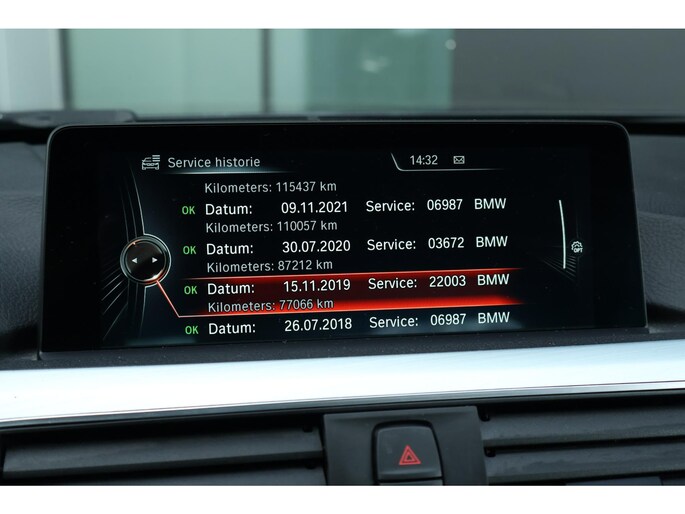 Service historie 14:32
Kilometers: 115437 km
OK Datum: 09.11.2021 Service: 06987 BMW
Kilometers: 110057 km
OK Datum: 30.07.2020 Service: 03672 BMW
Kilometers: 87212 km
OK Datum: 15.11.2019 Service: 22003 BMW
Kilometers: 77066 km
OK Datum: 26.07.2018 Service: 06987 BMW
OFF